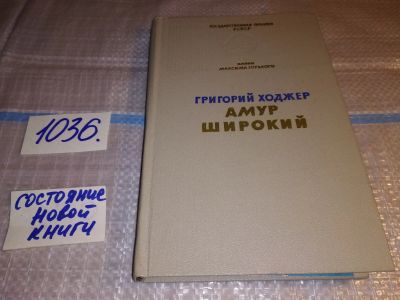 ГОСУДАРСТВЕННАЯ ПРЕМИЯ
РСФСР
ИМЕНИ
МАКСИМА ГОРЬКОГО
ГРИГОРИЙ ХОДЖЕР
АМУР
ШИРОКИЙ
1036.
СОСТОЯНИЕ
НОВОЙ
КНИГИ